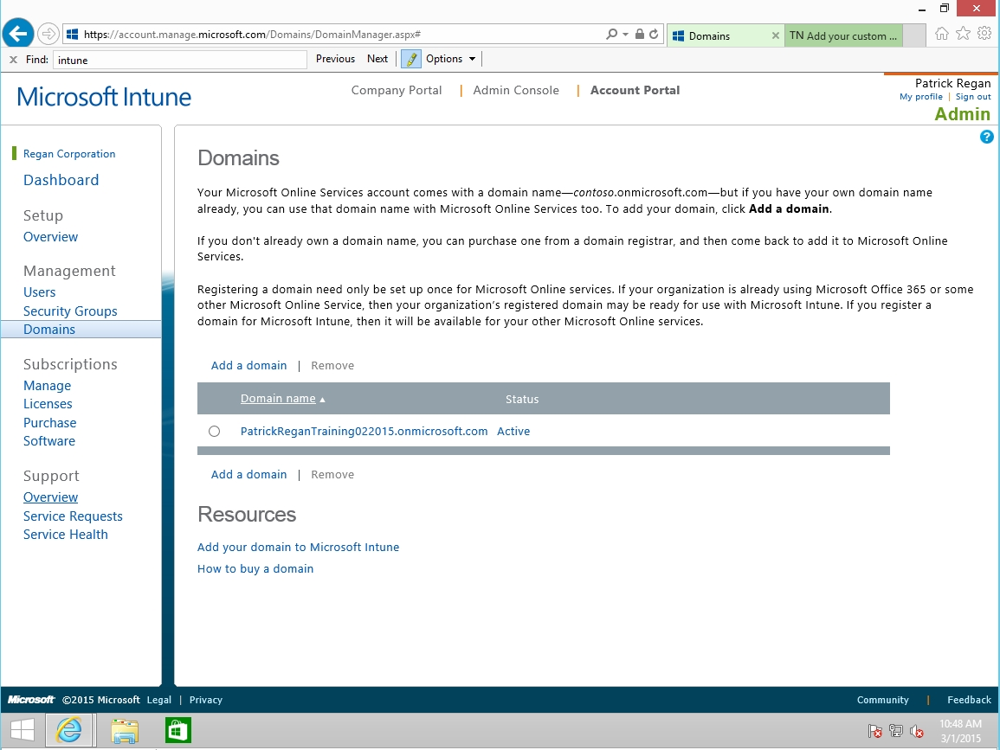 https://account.manage.microsoft.com/Domains/DomainManager.aspx#
Domains
TN Add your custom ...
Find: intune Previous Next Options
Microsoft Intune
Company Portal | Admin Console | Account Portal
Patrick Regan
My profile | Sign out
Admin
Regan Corporation
Dashboard
Setup
Overview
Management
Users
Security Groups
Domains
Subscriptions
Manage
Licenses
Purchase
Software
Support
Overview
Service Requests
Service Health
Domains
Your Microsoft Online Services account comes with a domain name—contoso.onmicrosoft.com—but if you have your own domain name
already, you can use that domain name with Microsoft Online Services too. To add your domain, click Add a domain.
If you don't already own a domain name, you can purchase one from a domain registrar, and then come back to add it to Microsoft Online
Services.
Registering a domain need only be set up once for Microsoft Online services. If your organization is already using Microsoft Office 365 or some
other Microsoft Online Service, then your organization’s registered domain may be ready for use with Microsoft Intune. If you register a
domain for Microsoft Intune, then it will be available for your other Microsoft Online services.
Add a domain | Remove
Domain name Status
PatrickReganTraining022015.onmicrosoft.com Active
Add a domain | Remove
Resources
Add your domain to Microsoft Intune
How to buy a domain
Microsoft ©2015 Microsoft Legal | Privacy
Community | Feedback
10:48 AM
3/1/2015